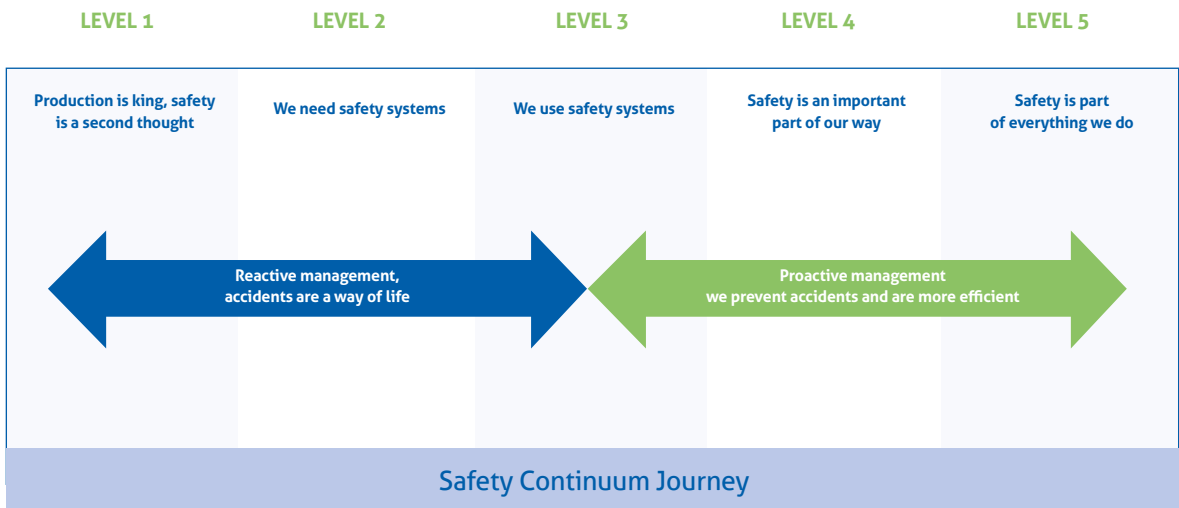 LEVEL 1
LEVEL 2
LEVEL 3
LEVEL 4
LEVEL 5
Production is king, safety
is a second thought
We need safety systems
We use safety systems
Safety is an important
part of our way
Safety is part
of everything we do
Reactive management,
accidents are a way of life
Proactive management
we prevent accidents and are more efficient
Safety Continuum Journey